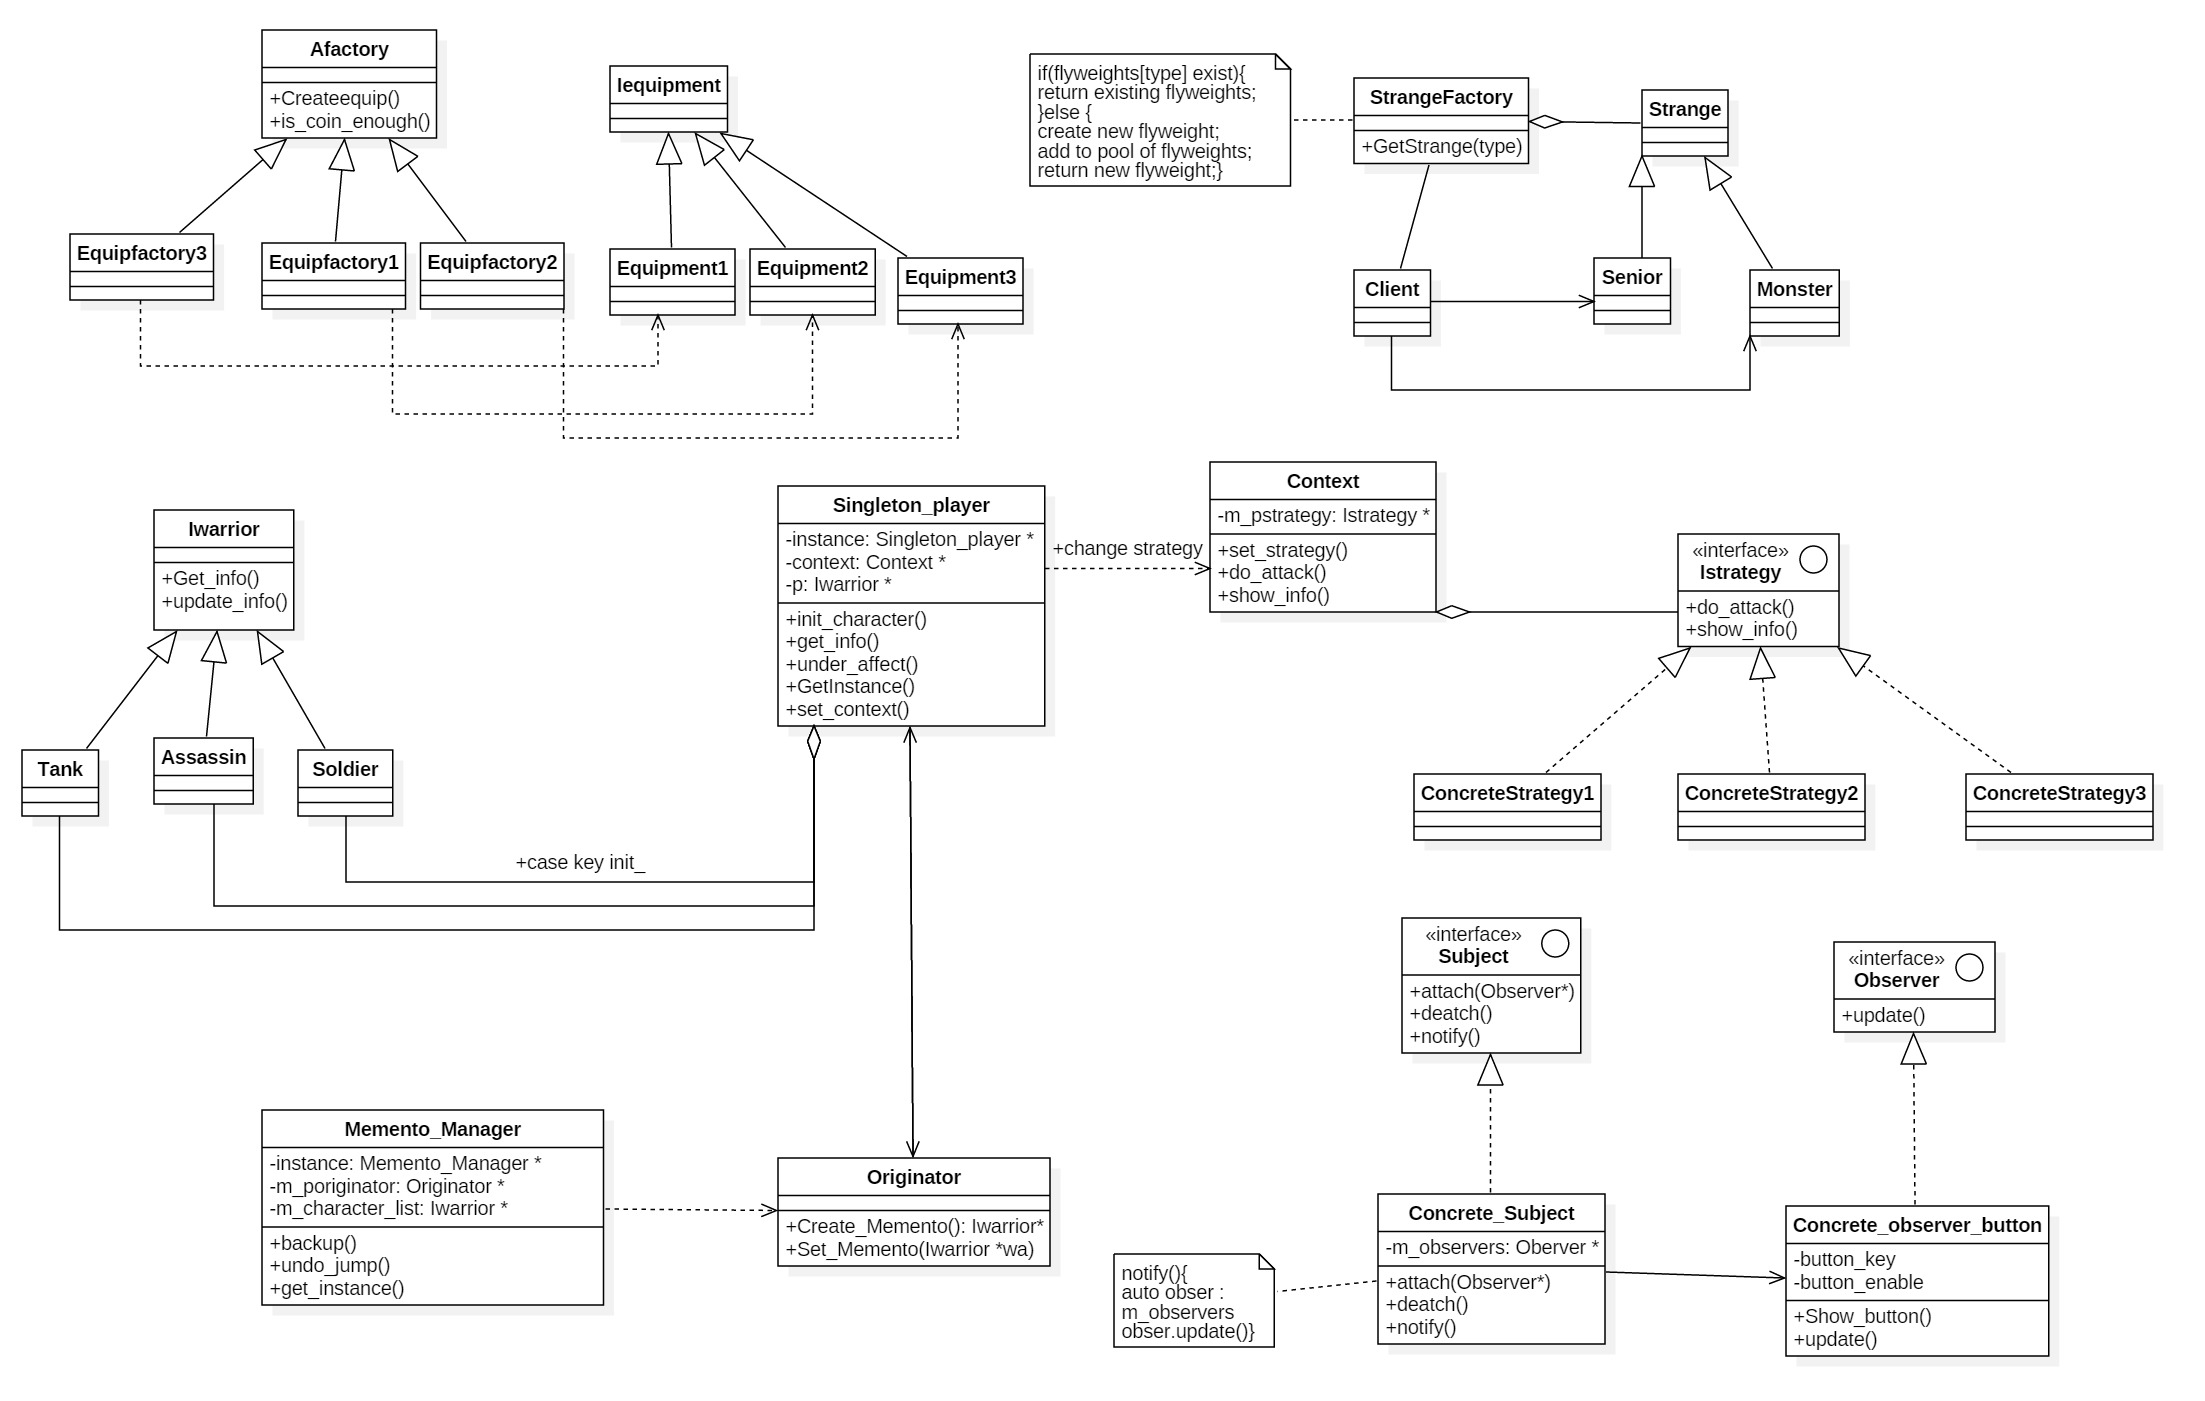 Afactory
+Createequip()
+is_coin_enough()
Iequipment
if(flyweights[type] exist){
return existing flyweights;
}else {
create new flyweight;
add to pool of flyweights;
return new flyweight;}
StrangeFactory
+GetStrange(type)
Strange
Equipfactory3
Equipfactory1
Equipfactory2
Equipment1
Equipment2
Equipment3
Client
Senior
Monster
Iwarrior
+Get_info()
+update_info()
Singleton_player
-instance: Singleton_player *
-context: Context *
-p: Iwarrior *
+init_character()
+get_info()
+under_affect()
+GetInstance()
+set_context()
+change strategy
Context
-m_pstrategy: Istrategy *
+set_strategy()
+do_attack()
+show_info()
«interface»
Istrategy
+do_attack()
+show_info()
Tank
Assassin
Soldier
+case key init_
ConcreteStrategy1
ConcreteStrategy2
ConcreteStrategy3
«interface»
Subject
+attach(Observer*)
+deatch()
+notify()
«interface»
Observer
+update()
Memento_Manager
-instance: Memento_Manager *
-m_poriginator: Originator *
-m_character_list: Iwarrior *
+backup()
+undo_jump()
+get_instance()
Originator
+Create_Memento(): Iwarrior*
+Set_Memento(Iwarrior *wa)
notify(){
auto obser :
m_observers
obser.update()}
Concrete_Subject
-m_observers: Oberver *
+attach(Observer*)
+deatch()
+notify()
Concrete_observer_button
-button_key
-button_enable
+Show_button()
+update()